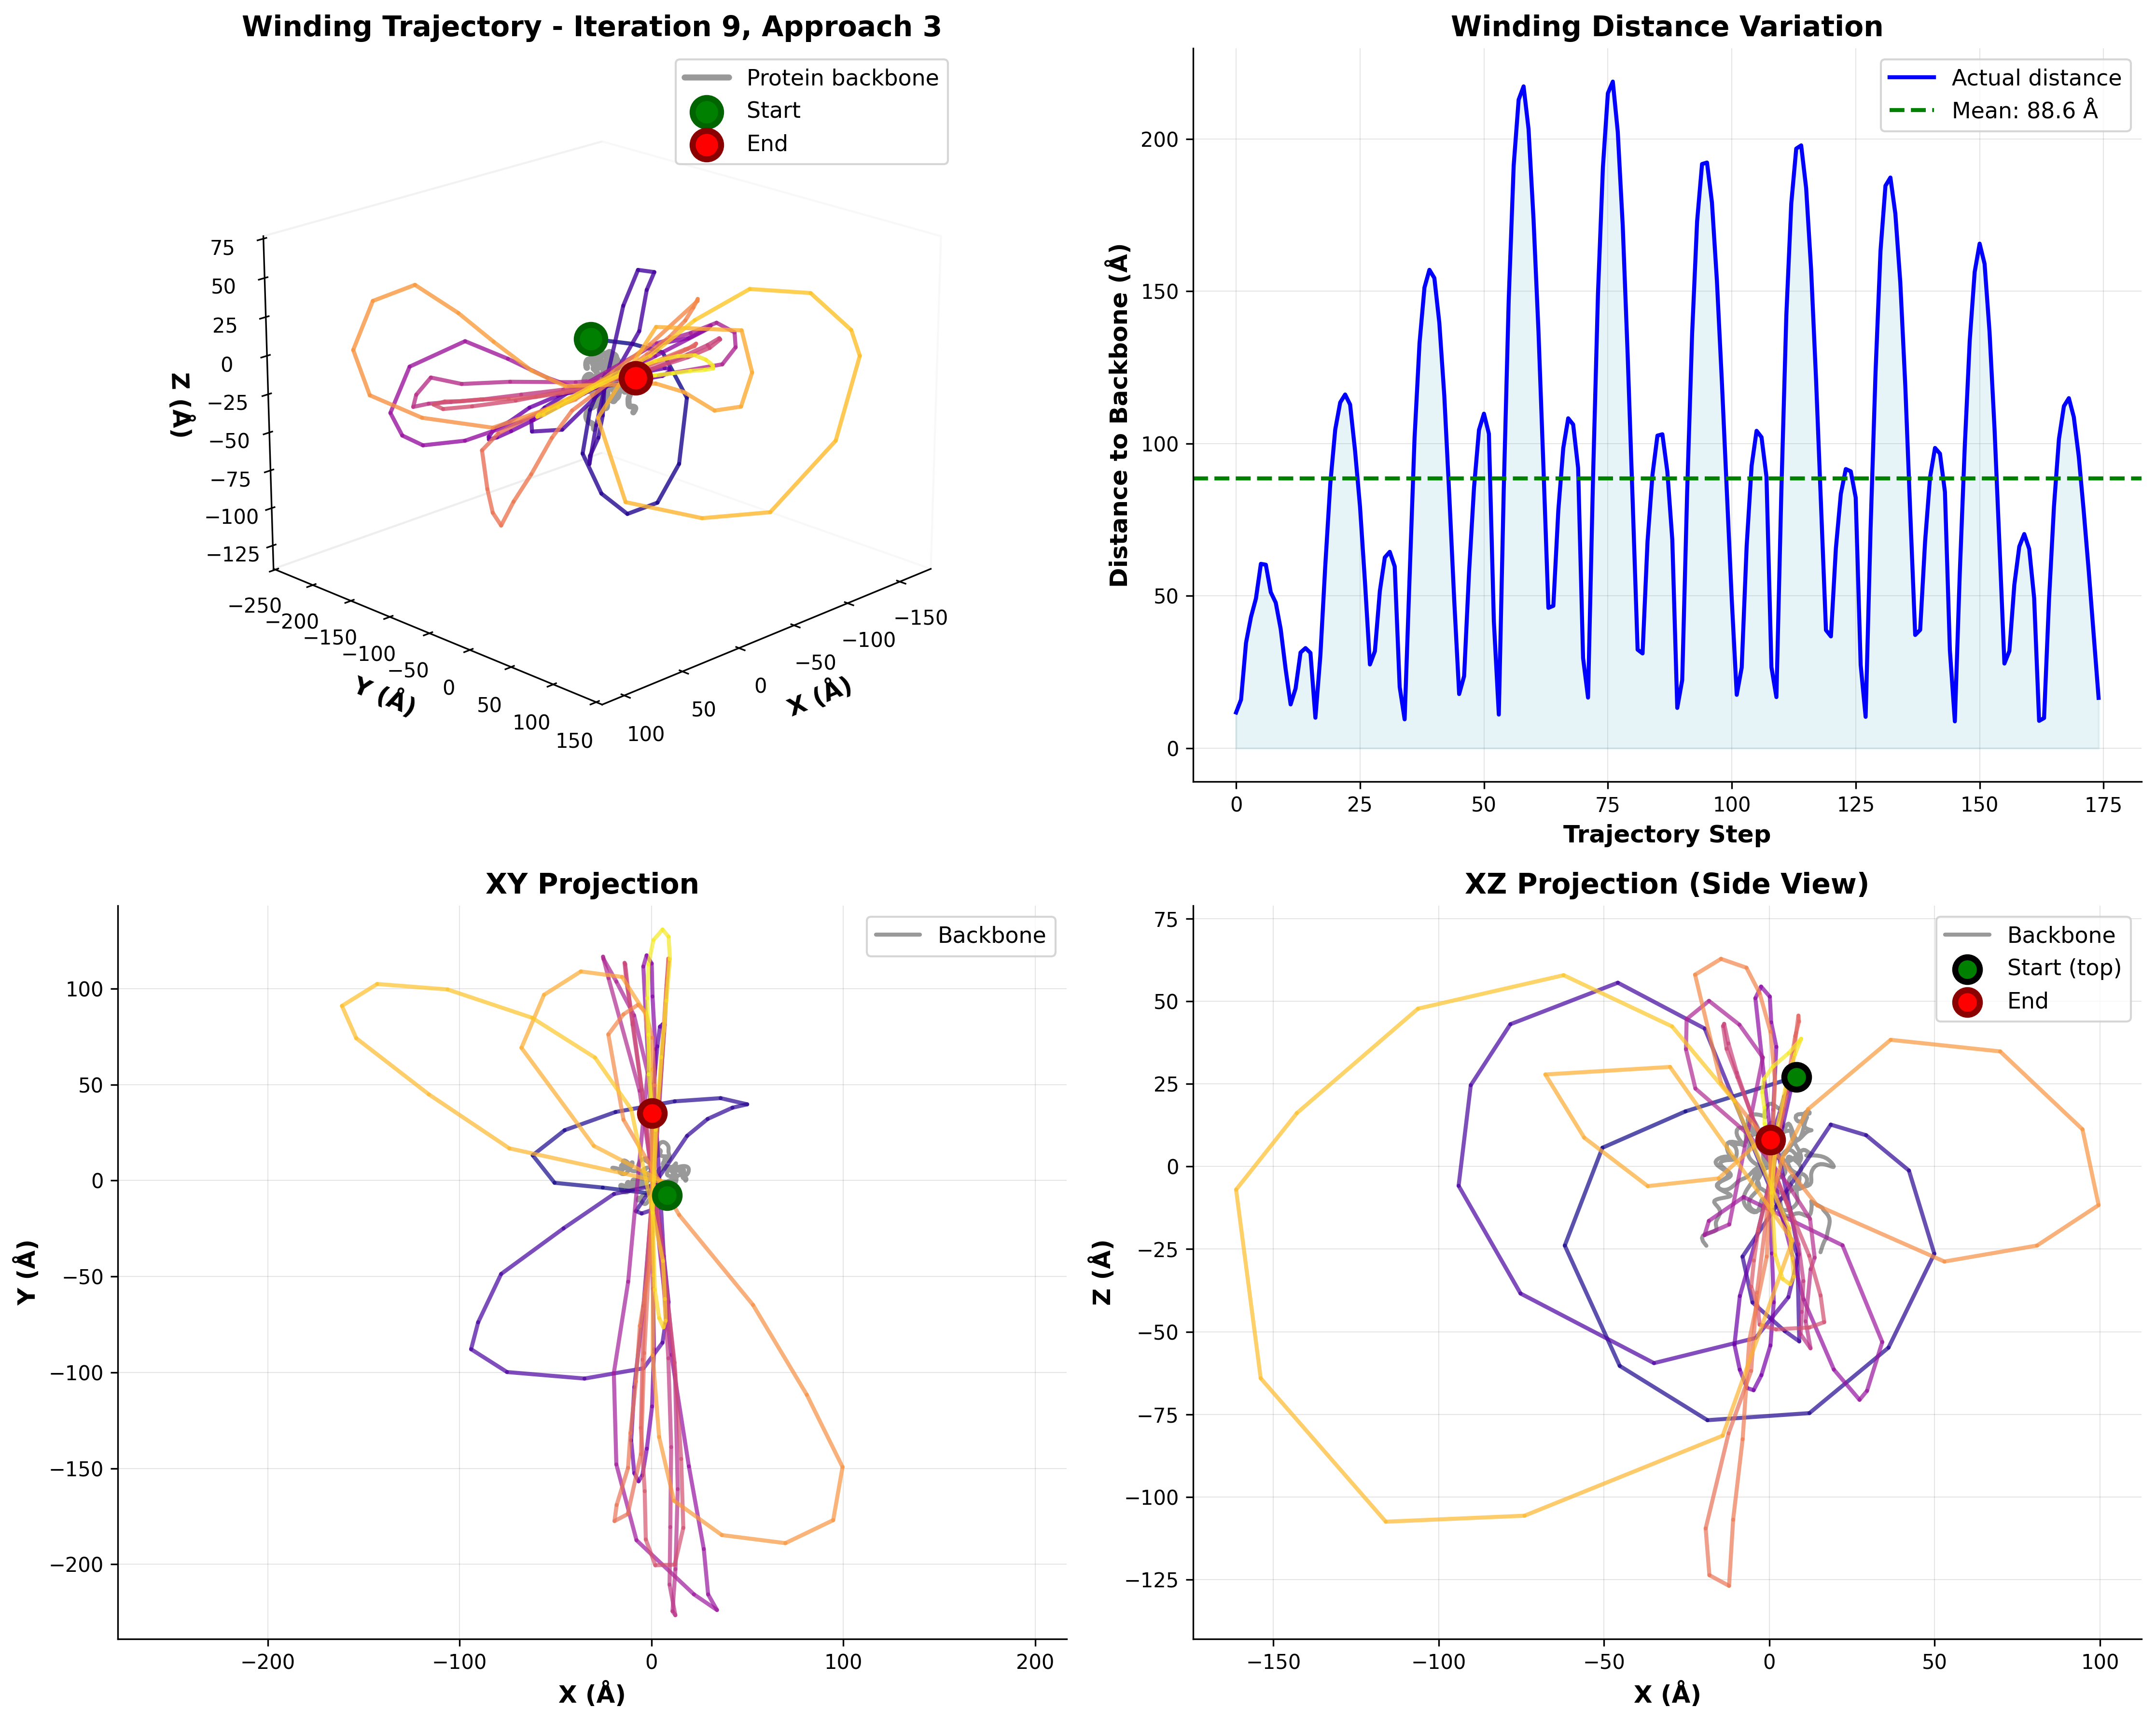 Winding Trajectory - Iteration 9, Approach 3
Protein backbone
Start
End
75
50
25
0
−25
−50
−75
−100
−125
Z (Å)
−250
−200
−150
−100
−50
0
50
100
150
Y (Å)
100
50
0
−50
−100
−150
X (Å)
Winding Distance Variation
Actual distance
Mean: 88.6 Å
200
150
100
50
0
Distance to Backbone (Å)
0
25
50
75
100
125
150
175
Trajectory Step
XY Projection
Backbone
100
50
0
−50
−100
−150
−200
Y (Å)
−200
−100
0
100
200
X (Å)
XZ Projection (Side View)
Backbone
Start (top)
End
75
50
25
0
−25
−50
−75
−100
−125
Z (Å)
−150
−100
−50
0
50
100
X (Å)